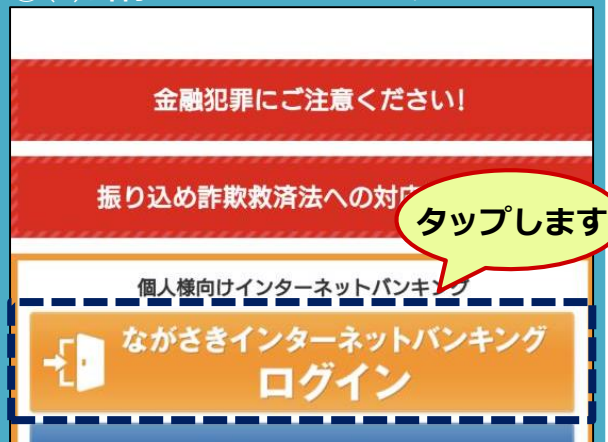 金融犯罪にご注意ください!
振り込め詐欺救済法への対応
タップします
個人様向けインターネットバンキング
ながさきインターネットバンキング
ログイン